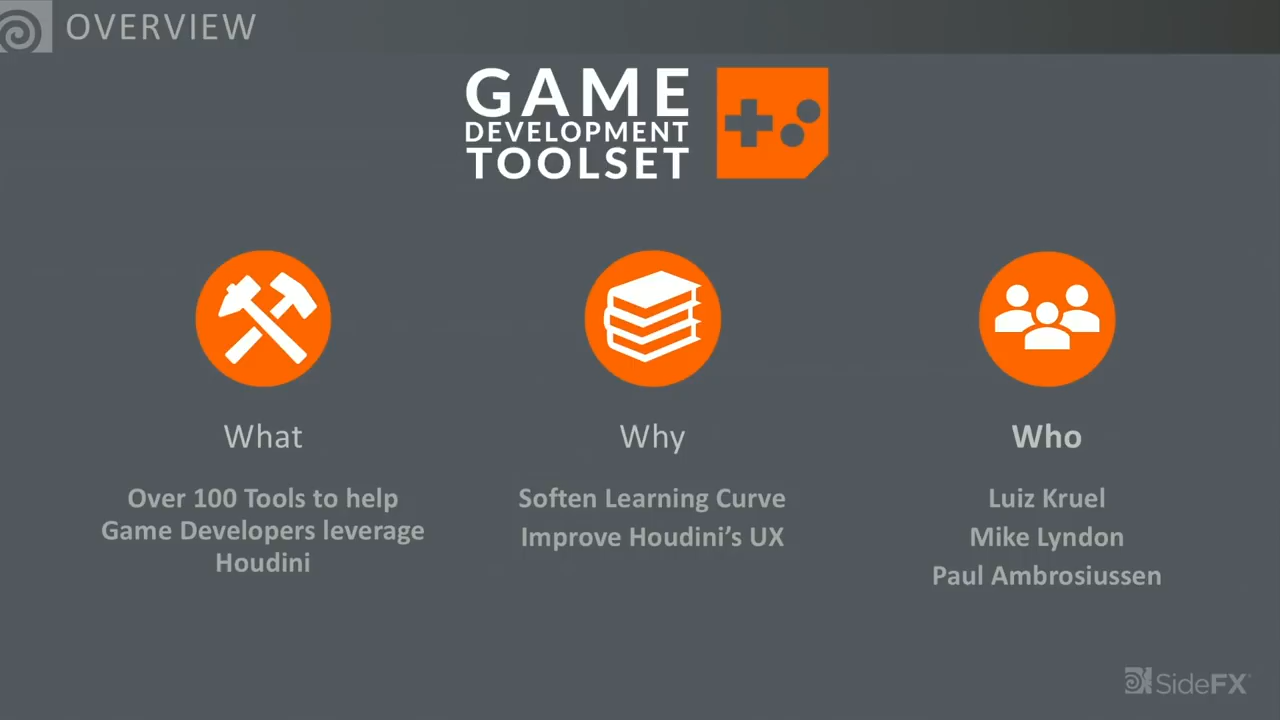 OVERVIEW
GAME
DEVELOPMENT
TOOLSET
What
Over 100 Tools to help
Game Developers leverage
Houdini
Why
Soften Learning Curve
Improve Houdini's UX
Who
Luiz Kruel
Mike Lyndon
Paul Ambrosiussen
SideFX